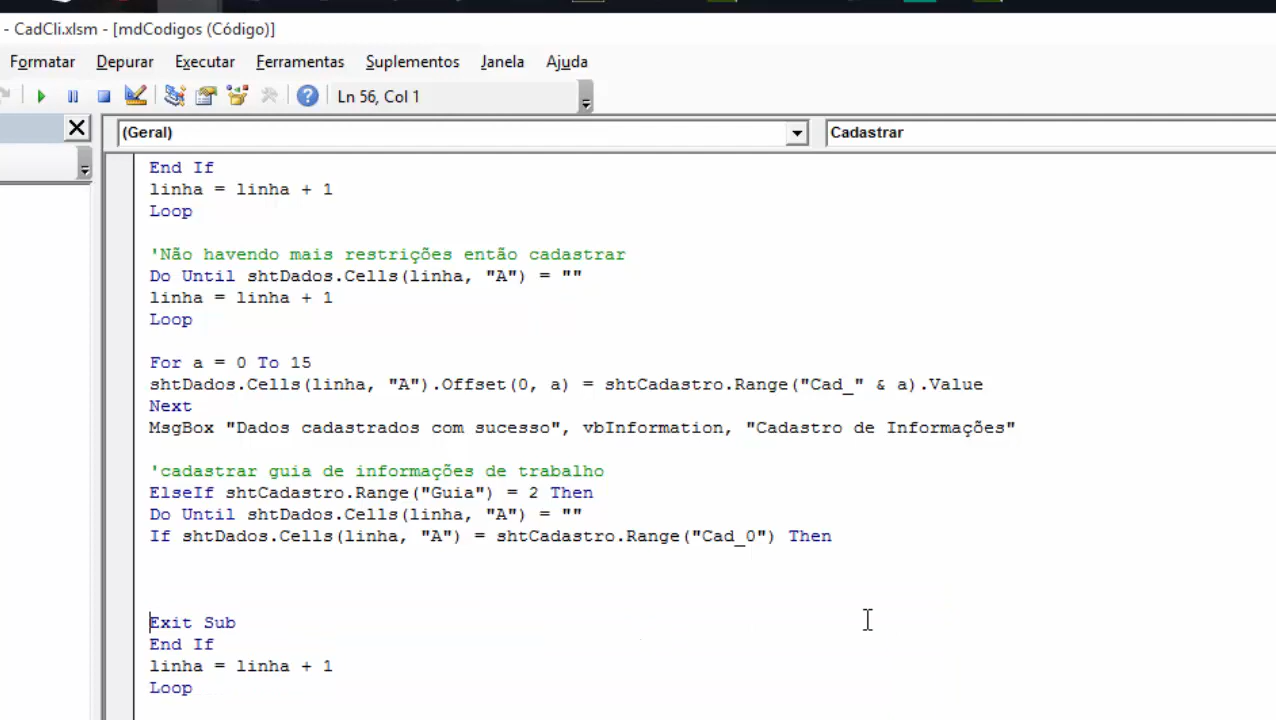 - CadCli.xlsm - [mdCodigos (Código)]
Formatar Depurar Executar Ferramentas Suplementos Janela Ajuda
Ln 56, Col 1
(Geral) Cadastrar
End If
linha = linha + 1
Loop
'Não havendo mais restrições então cadastrar
Do Until shtDados.Cells(linha, "A") = ""
linha = linha + 1
Loop
For a = 0 To 15
shtDados.Cells(linha, "A").Offset(0, a) = shtCadastro.Range("Cad_" & a).Value
Next
MsgBox "Dados cadastrados com sucesso", vbInformation, "Cadastro de Informações"
'cadastrar guia de informações de trabalho
ElseIf shtCadastro.Range("Guia") = 2 Then
Do Until shtDados.Cells(linha, "A") = ""
If shtDados.Cells(linha, "A") = shtCadastro.Range("Cad_0") Then
Exit Sub
End If
linha = linha + 1
Loop